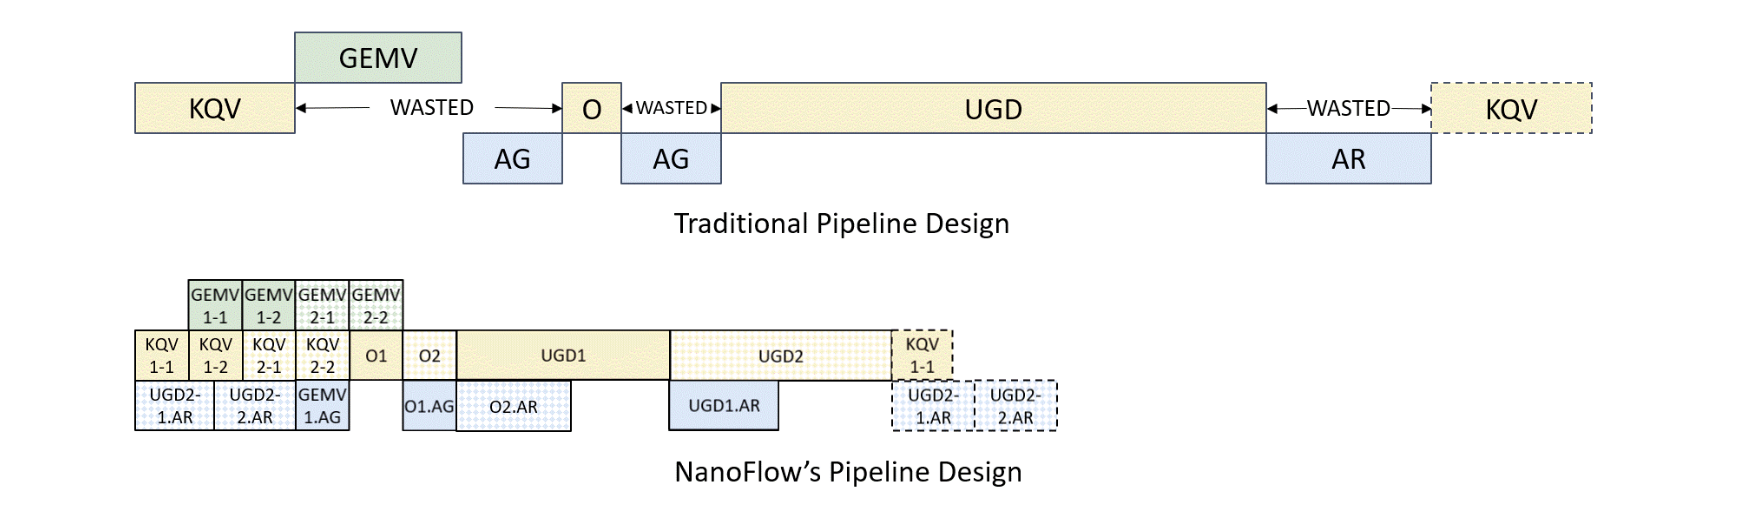 GEMV
KQV
WASTED
O
WASTED
UGD
WASTED
KQV
AG
AG
AR
Traditional Pipeline Design
GEMV
1-1
GEMV
1-2
GEMV
2-1
GEMV
2-2
KQV
1-1
KQV
1-2
KQV
2-1
KQV
2-2
O1
O2
UGD1
UGD2
KQV
1-1
UGD2-
1.AR
UGD2-
2.AR
GEMV
1.AG
O1.AG
O2.AR
UGD1.AR
UGD2-
1.AR
UGD2-
2.AR
NanoFlow’s Pipeline Design